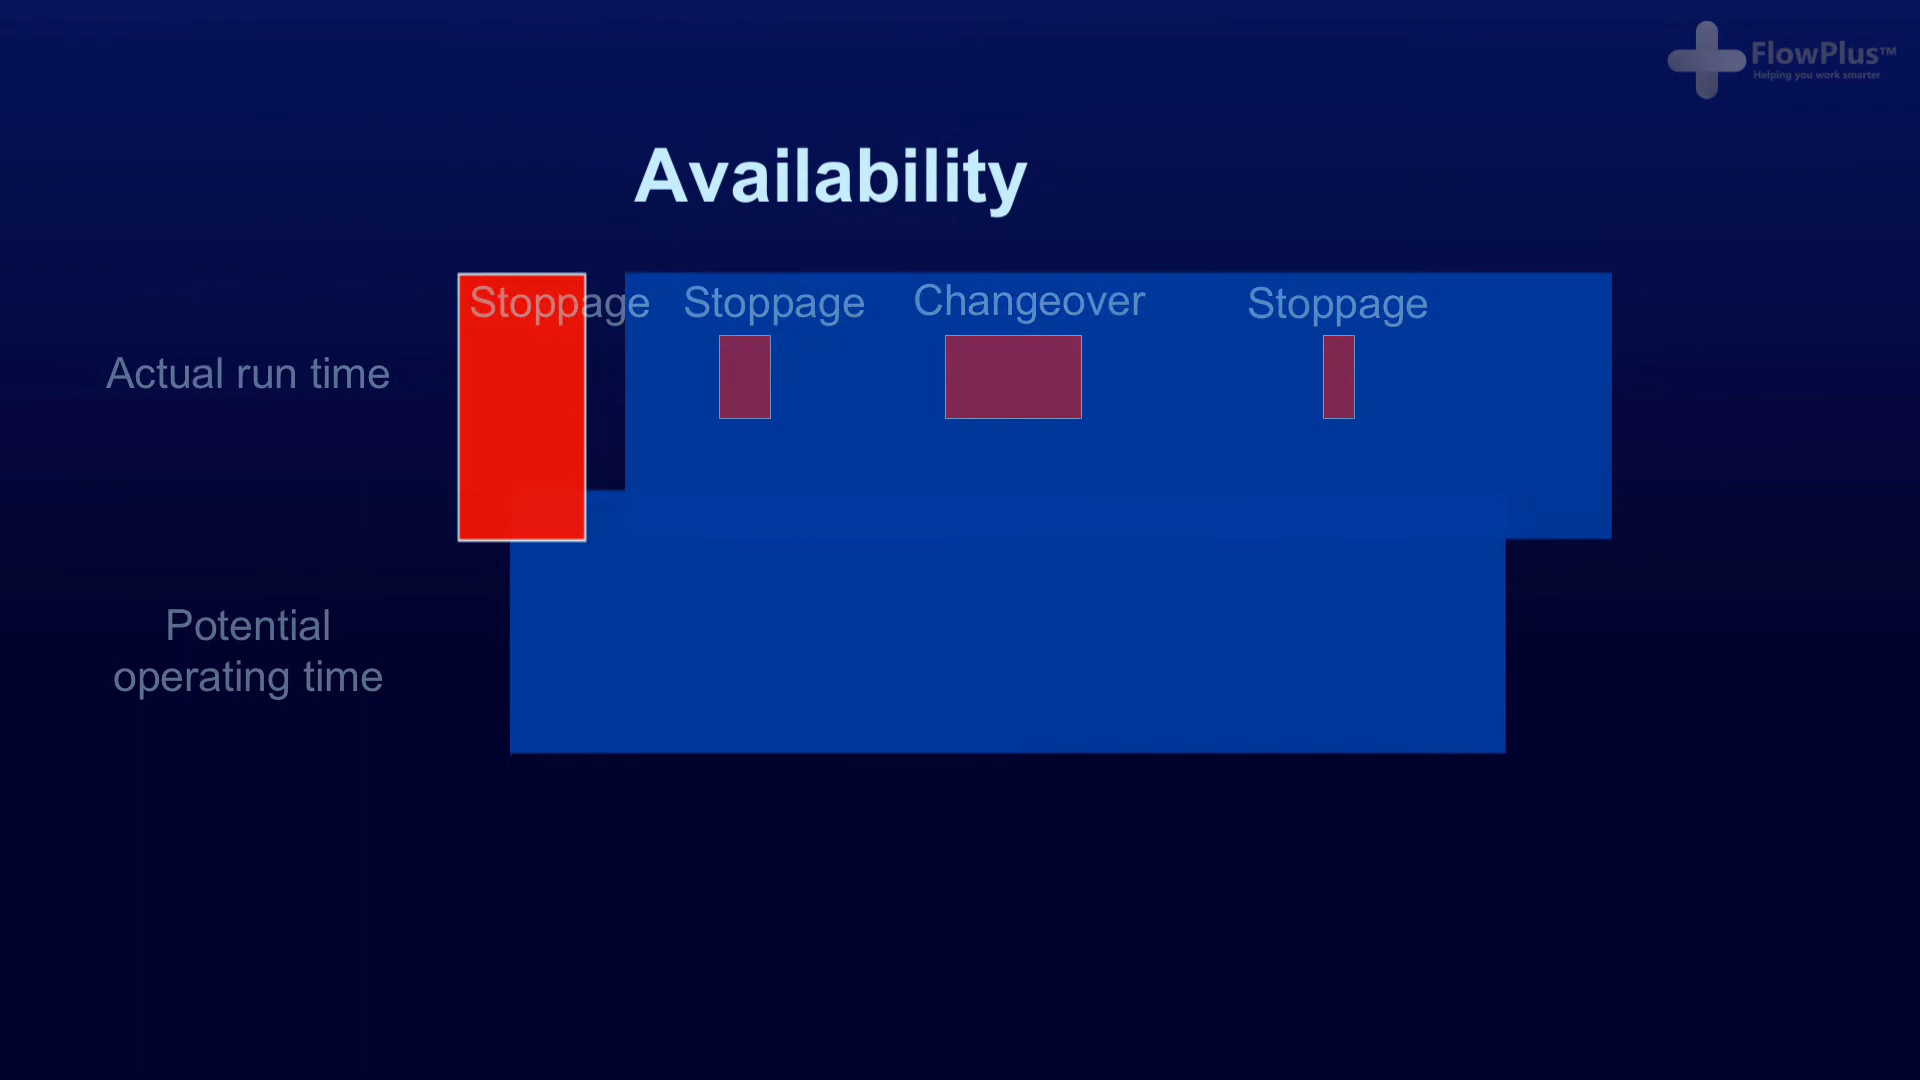 FlowPlus™
Helping you work smarter
Availability
Stoppage Stoppage Changeover Stoppage
Actual run time
Potential
operating time